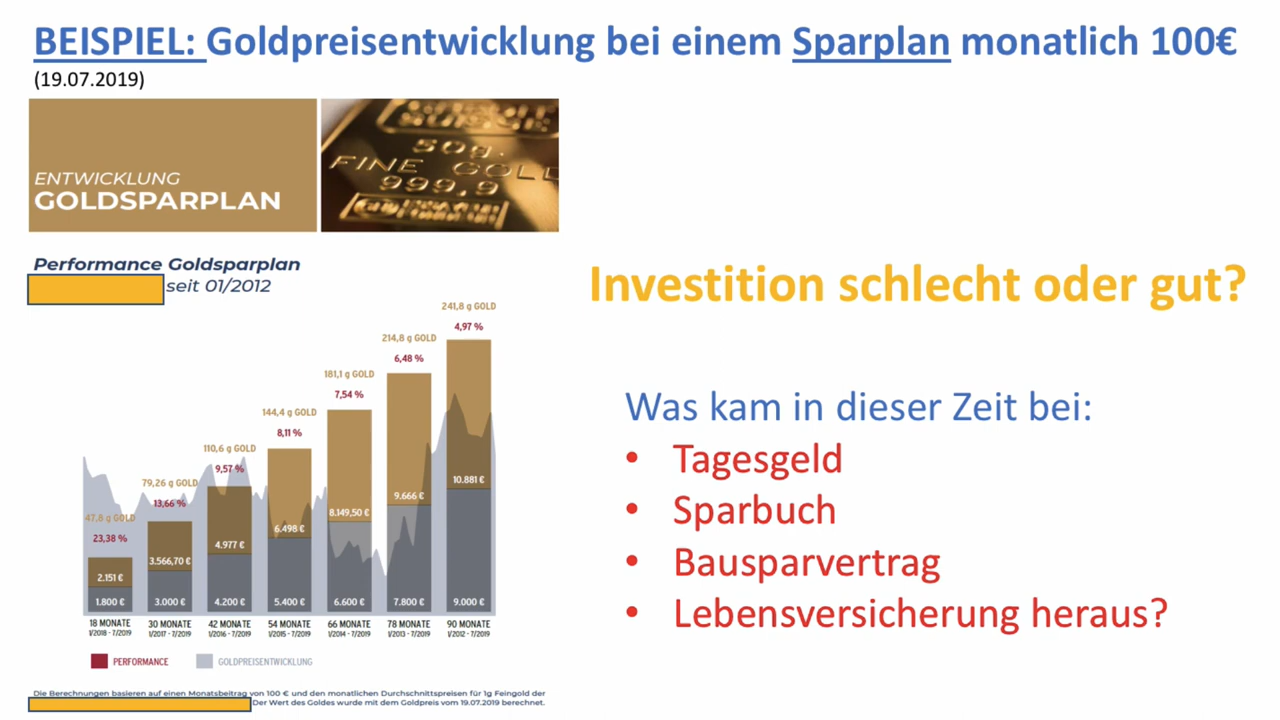 BEISPIEL: Goldpreisentwicklung bei einem Sparplan monatlich 100€
(19.07.2019)
ENTWICKLUNG
GOLDSPARPLAN
50g.
FINE GOLD
999,9
Performance Goldsparplan
seit 01/2012
Investition schlecht oder gut?
Was kam in dieser Zeit bei:
• Tagesgeld
• Sparbuch
• Bausparvertrag
• Lebensversicherung heraus?
241,8 g GOLD
4,97 %
214,8 g GOLD
6,48 %
181,1 g GOLD
7,54 %
144,4 g GOLD
8,11 %
110,6 g GOLD
9,57 %
79,26 g GOLD
13,66 %
47,8 g GOLD
23,38 %
2.151 €
3.566,70 €
4.977 €
6.498 €
8.149,50 €
9.666 €
10.881 €
1.800 €
3.000 €
4.200 €
5.400 €
6.600 €
7.800 €
9.000 €
18 MONATE
1/2018 - 7/2019
30 MONATE
1/2017 - 7/2019
42 MONATE
1/2016 - 7/2019
54 MONATE
1/2015 - 7/2019
66 MONATE
1/2014 - 7/2019
78 MONATE
1/2013 - 7/2019
90 MONATE
1/2012 - 7/2019
PERFORMANCE
GOLDPREISENTWICKLUNG
Die Berechnungen basieren auf einen Monatsbeitrag von 100 € und den monatlichen Durchschnittspreisen für 1g Feingold der
Der Wert des Goldes wurde mit dem Goldpreis vom 19.07.2019 berechnet.